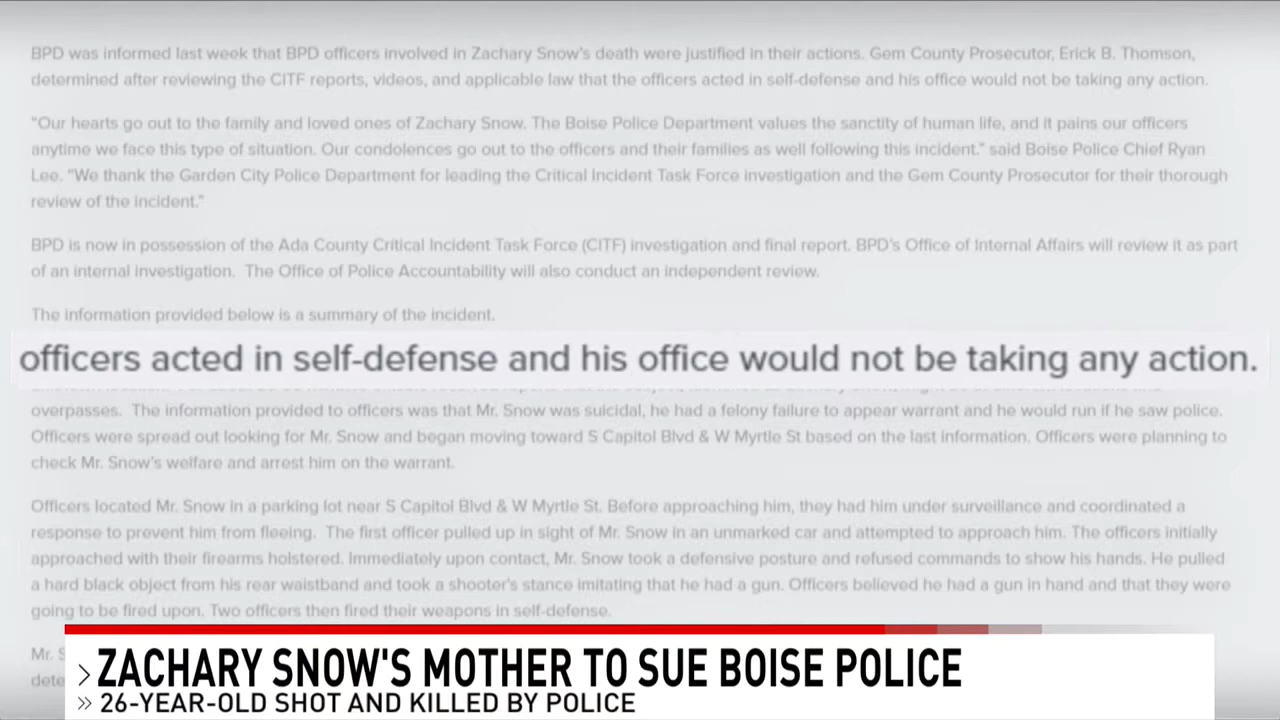 BPD was informed last week that BPD officers involved in Zachary Snow's death were justified in their actions. Gem County Prosecutor, Erick B. Thomson,
determined after reviewing the CITF reports, videos, and applicable law that the officers acted in self-defense and his office would not be taking any action.
"Our hearts go out to the family and loved ones of Zachary Snow. The Boise Police Department values the sanctity of human life, and it pains our officers
anytime we face this type of situation. Our condolences go out to the officers and their families as well following this incident." said Boise Police Chief Ryan
Lee. "We thank the Garden City Police Department for leading the Critical Incident Task Force investigation and the Gem County Prosecutor for their thorough
review of the incident."
BPD is now in possession of the Ada County Critical Incident Task Force (CITF) investigation and final report. BPD's Office of Internal Affairs will review it as part
of an internal investigation. The Office of Police Accountability will also conduct an independent review.
The information provided below is a summary of the incident.
officers acted in self-defense and his office would not be taking any action.
overpasses. The information provided to officers was that Mr. Snow was suicidal, he had a felony failure to appear warrant and he would run if he saw police.
Officers were spread out looking for Mr. Snow and began moving toward S Capitol Blvd & W Myrtle St based on the last information. Officers were planning to
check Mr. Snow's welfare and arrest him on the warrant.
Officers located Mr. Snow in a parking lot near S Capitol Blvd & W Myrtle St. Before approaching him, they had him under surveillance and coordinated a
response to prevent him from fleeing. The first officer pulled up in sight of Mr. Snow in an unmarked car and attempted to approach him. The officers initially
approached with their firearms holstered. Immediately upon contact, Mr. Snow took a defensive posture and refused commands to show his hands. He pulled
a hard black object from his rear waistband and took a shooter's stance imitating that he had a gun. Officers believed he had a gun in hand and that they were
going to be fired upon. Two officers then fired their weapons in self-defense.
Mr.
ZACHARY SNOW'S MOTHER TO SUE BOISE POLICE
26-YEAR-OLD SHOT AND KILLED BY POLICE